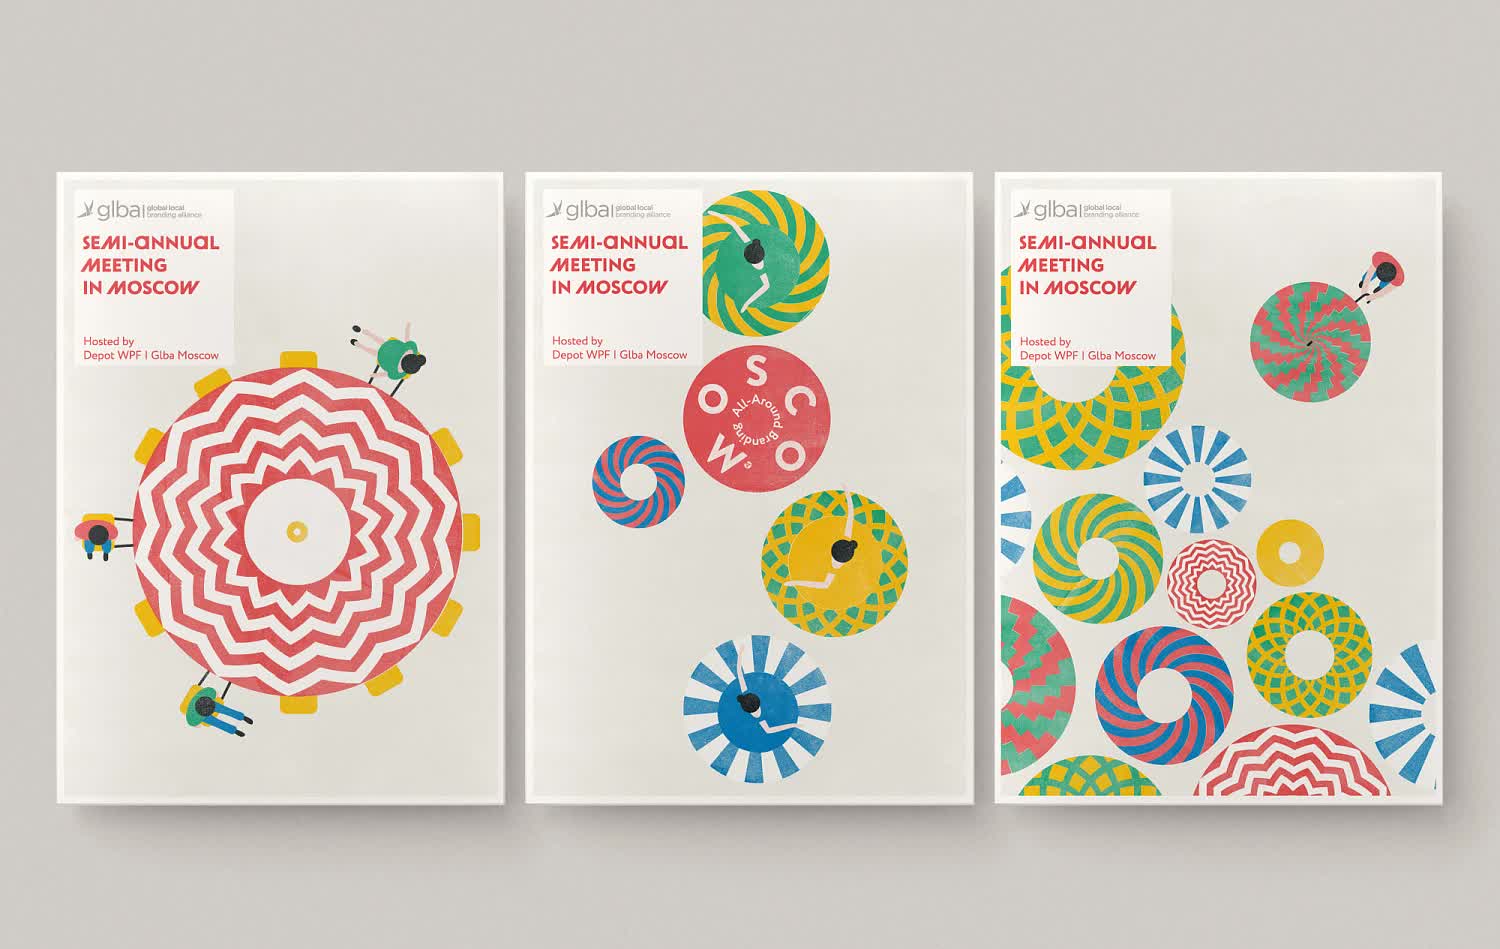 glba
global local
branding alliance
SEMI-ANNUAL
MEETING
IN MOSCOW
Hosted by
Depot WPF | Glba Moscow
glba
global local
branding alliance
SEMI-ANNUAL
MEETING
IN MOSCOW
Hosted by
Depot WPF | Glba Moscow
MOSCOW
All-Around Branding
glba
global local
branding alliance
SEMI-ANNUAL
MEETING
IN MOSCOW
Hosted by
Depot WPF | Glba Moscow